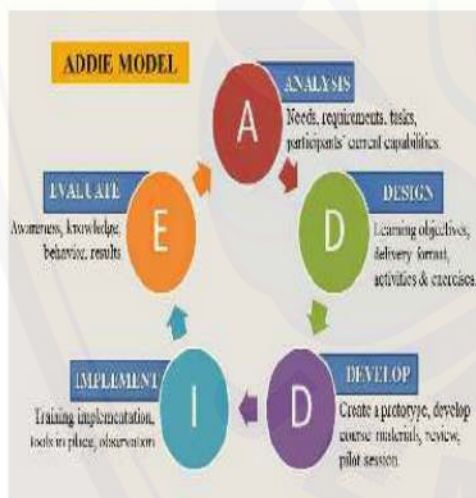 ADDIE MODEL
A
ANALYSIS
Needs, requirements, tasks,
participants' current capabilities.
D
DESIGN
Learning objectives,
delivery format,
activities & exercises.
D
DEVELOP
Create a prototype, develop
course materials, review,
pilot session.
I
IMPLEMENT
Training implementation,
tools in place, observation
E
EVALUATE
Awareness, knowledge,
behavior, results